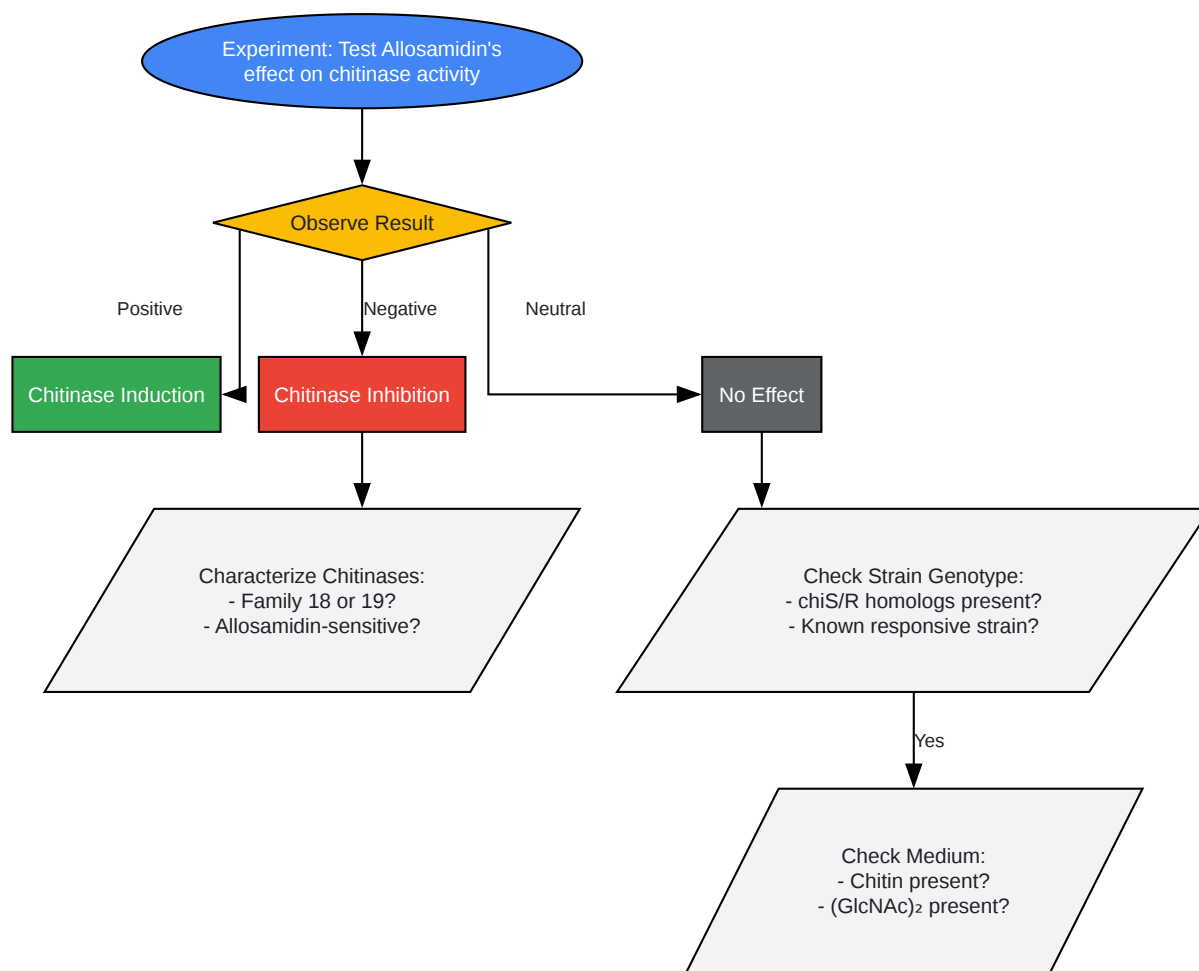 Experiment: Test Allosamidin's
effect on chitinase activity
Observe Result
Positive
Negative
Neutral
Chitinase Induction
Chitinase Inhibition
No Effect
Characterize Chitinases:
- Family 18 or 19?
- Allosamidin-sensitive?
Check Strain Genotype:
- chiS/R homologs present?
- Known responsive strain?
Yes
Check Medium:
- Chitin present?
- (GlcNAc)₂ present?